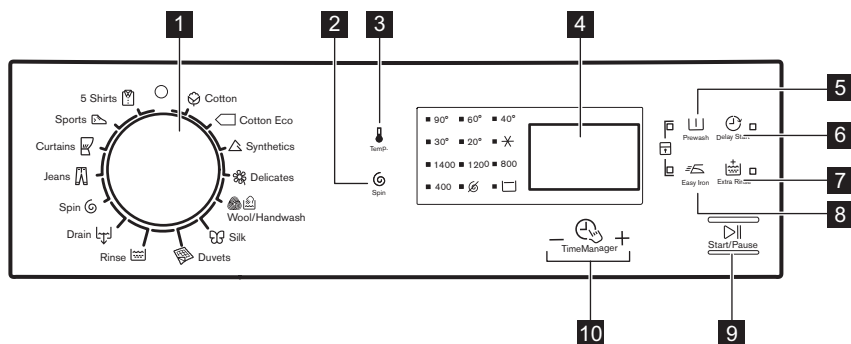 1
2
3
4
5
6
7
8
9
10
5 Shirts
Sports
Curtains
Jeans
Spin
Drain
Rinse
Cotton
Cotton Eco
Synthetics
Delicates
Wool/Handwash
Silk
Duvets
Temp.
Spin
90° 60° 40°
30° 20°
1400 1200 800
400
− TimeManager +
Prewash
Delay Start
Easy Iron
Extra Rinse
Start/Pause